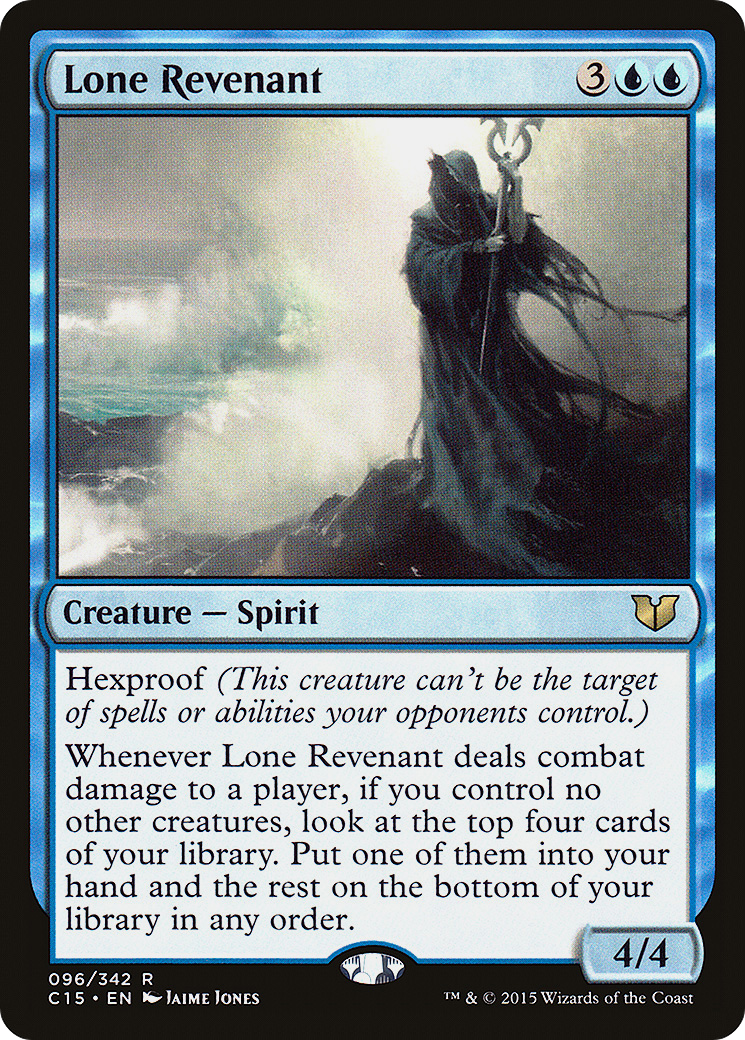 Lone Revenant 3
Creature — Spirit
Hexproof (This creature can't be the target
of spells or abilities your opponents control.)
Whenever Lone Revenant deals combat
damage to a player, if you control no
other creatures, look at the top four cards
of your library. Put one of them into your
hand and the rest on the bottom of your
library in any order.
4/4
096/342 R
C15 • EN Jaime Jones ™ & © 2015 Wizards of the Coast